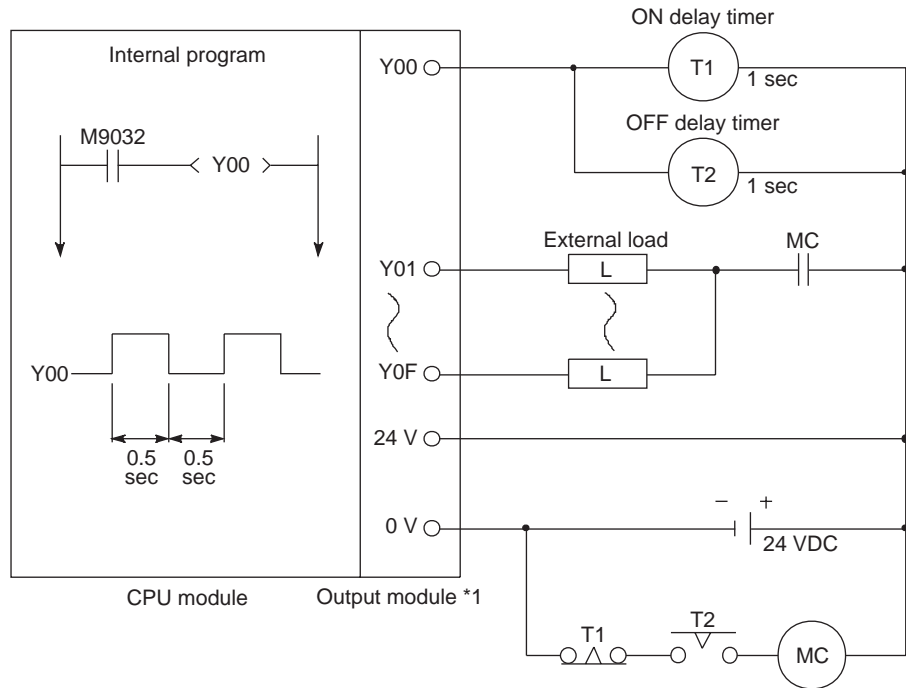 ON delay timer
Internal program
Y00
T1
1 sec
OFF delay timer
M9032
Y00
T2
1 sec
External load
MC
Y01
L
Y00
Y0F
L
0.5 sec
0.5 sec
24 V
0 V
– +
24 VDC
CPU module
Output module *1
T1
T2
MC